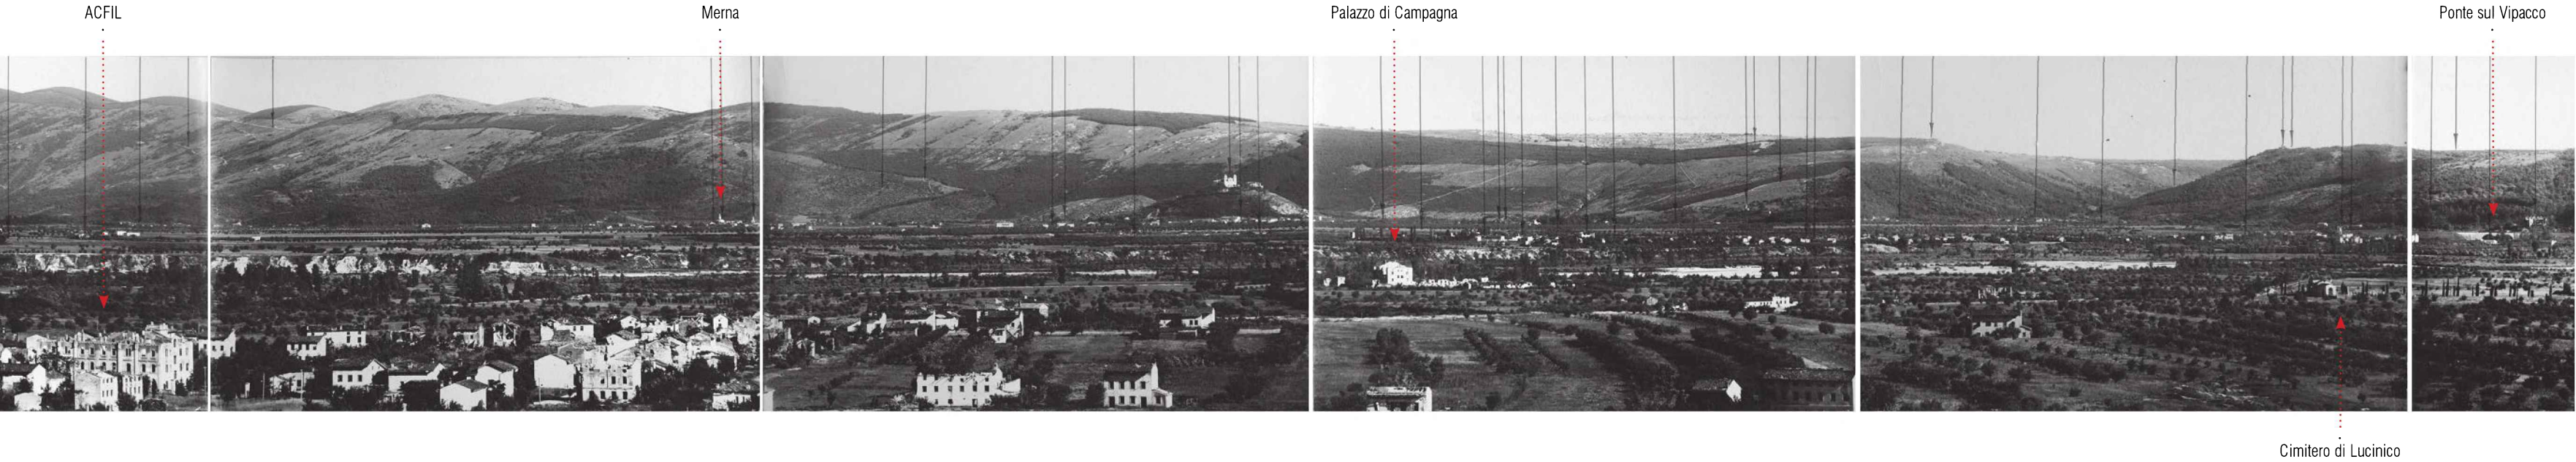 ACFIL
Merna
Palazzo di Campagna
Ponte sul Vipacco
Cimitero di Lucinico